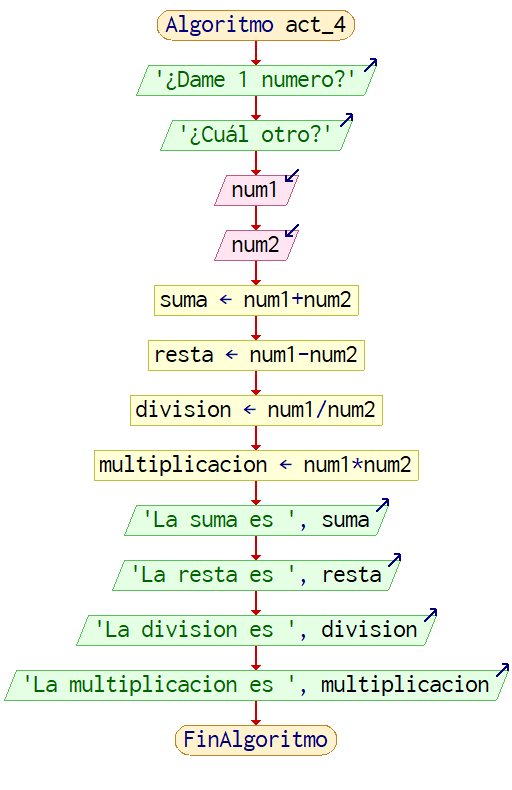 Algoritmo act_4
'¿Dame 1 numero?'
'¿Cuál otro?'
num1
num2
suma ← num1+num2
resta ← num1-num2
division ← num1/num2
multiplicacion ← num1*num2
'La suma es ', suma
'La resta es ', resta
'La division es ', division
'La multiplicacion es ', multiplicacion
FinAlgoritmo